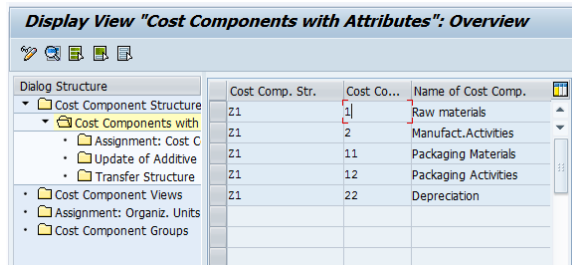 Display View "Cost Components with Attributes": Overview
Dialog Structure
Cost Component Structure
Cost Components with
Assignment: Cost C
Update of Additive
Transfer Structure
Cost Component Views
Assignment: Organiz. Units
Cost Component Groups
Cost Comp. Str. Cost Co... Name of Cost Comp.
Z1 1 Raw materials
Z1 2 Manufact.Activities
Z1 11 Packaging Materials
Z1 12 Packaging Activities
Z1 22 Depreciation